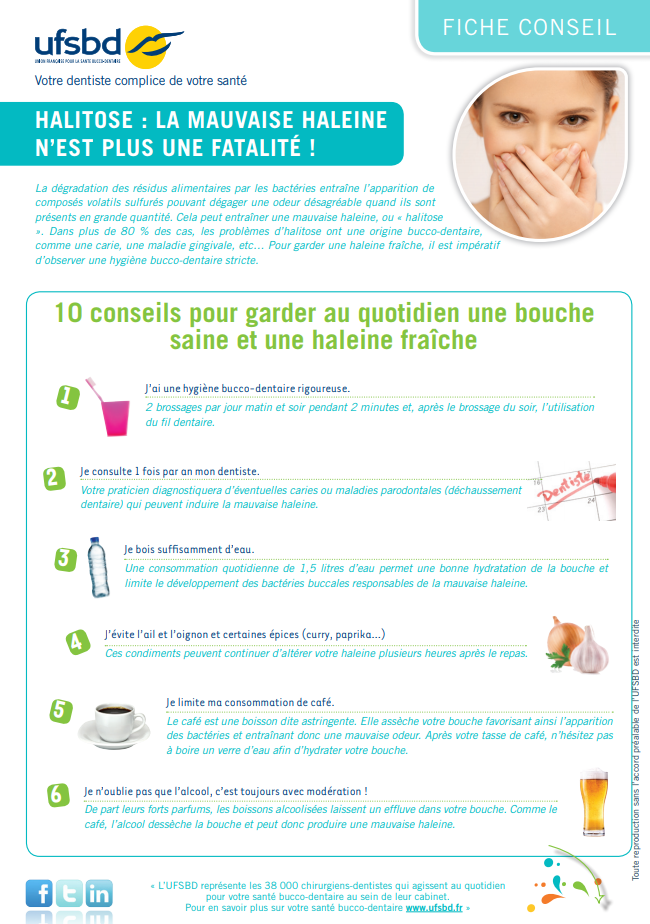 FICHE CONSEIL
ufsbd
UNION FRANÇAISE POUR LA SANTE BUCCO-DENTAIRE
Votre dentiste complice de votre santé
HALITOSE : LA MAUVAISE HALEINE
N’EST PLUS UNE FATALITÉ !
La dégradation des résidus alimentaires par les bactéries entraîne l’apparition de
composés volatils sulfurés pouvant dégager une odeur désagréable quand ils sont
présents en grande quantité. Cela peut entraîner une mauvaise haleine, ou « halitose
». Dans plus de 80 % des cas, les problèmes d’halitose ont une origine bucco-dentaire,
comme une carie, une maladie gingivale, etc... Pour garder une haleine fraîche, il est impératif
d’observer une hygiène bucco-dentaire stricte.
10 conseils pour garder au quotidien une bouche
saine et une haleine fraîche
1
J’ai une hygiène bucco-dentaire rigoureuse.
2 brossages par jour matin et soir pendant 2 minutes et, après le brossage du soir, l’utilisation
du fil dentaire.
2
Je consulte 1 fois par an mon dentiste.
Votre praticien diagnostiquera d’éventuelles caries ou maladies parodontales (déchaussement
dentaire) qui peuvent induire la mauvaise haleine.
16
Dentiste
23
24
3
Je bois suffisamment d’eau.
Une consommation quotidienne de 1,5 litres d’eau permet une bonne hydratation de la bouche et
limite le développement des bactéries buccales responsables de la mauvaise haleine.
4
J’évite l’ail et l’oignon et certaines épices (curry, paprika...)
Ces condiments peuvent continuer d’altérer votre haleine plusieurs heures après le repas.
5
Je limite ma consommation de café.
Le café est une boisson dite astringente. Elle assèche votre bouche favorisant ainsi l’apparition
des bactéries et entraînant donc une mauvaise odeur. Après votre tasse de café, n’hésitez pas
à boire un verre d’eau afin d’hydrater votre bouche.
6
Je n’oublie pas que l’alcool, c’est toujours avec modération !
De part leurs forts parfums, les boissons alcoolisées laissent un effluve dans votre bouche. Comme le
café, l’alcool dessèche la bouche et peut donc produire une mauvaise haleine.
Toute reproduction sans l’accord préalable de l’UFSBD est interdite
f t in
« L’UFSBD représente les 38 000 chirurgiens-dentistes qui agissent au quotidien
pour votre santé bucco-dentaire au sein de leur cabinet.
Pour en savoir plus sur votre santé bucco-dentaire www.ufsbd.fr »